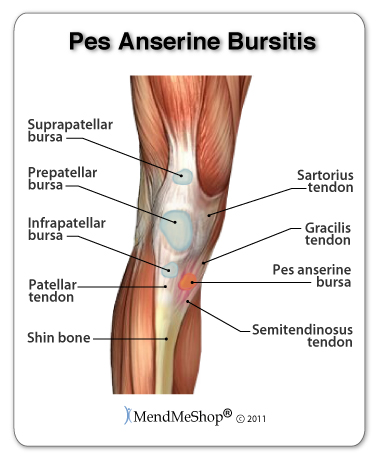 Pes Anserine Bursitis
Suprapatellar
bursa
Prepatellar
bursa
Infrapatellar
bursa
Patellar
tendon
Shin bone
Sartorius
tendon
Gracilis
tendon
Pes anserine
bursa
Semitendinosus
tendon
MendMeShop® © 2011